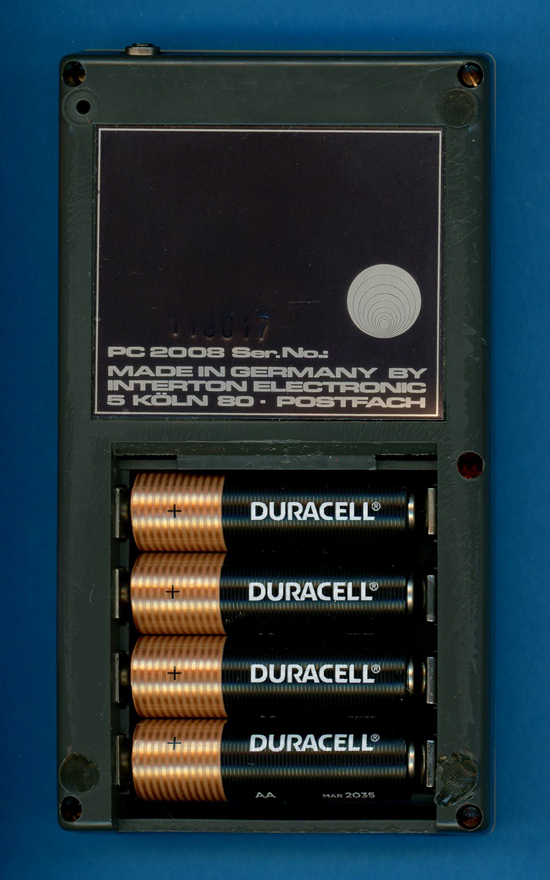 PC 2008 Ser.No.:
MADE IN GERMANY BY
INTERTON ELECTRONIC
5 KÖLN 80 · POSTFACH
+ DURACELL®
+ DURACELL®
+ DURACELL®
+ DURACELL®
AA MAR 2035